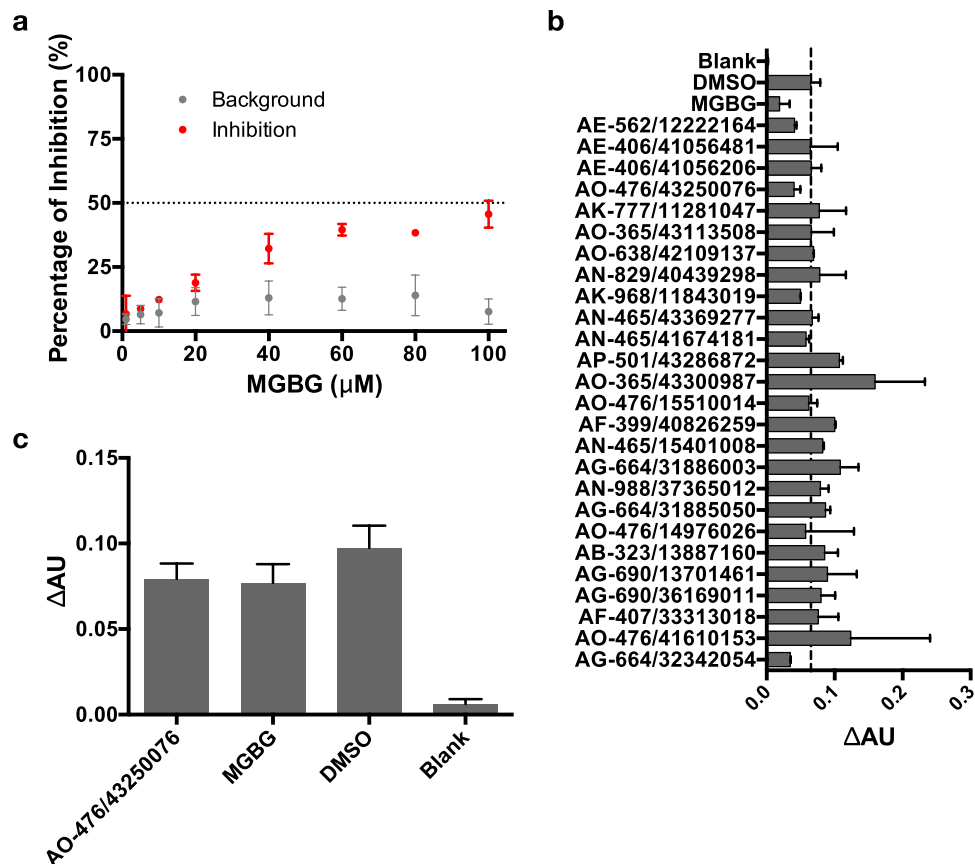 a
Percentage of Inhibition (%)
100
75
50
25
0
Background
Inhibition
0
20
40
60
80
100
MGBG (μM)
b
Blank
DMSO
MGBG
AE-562/12222164
AE-406/41056481
AE-406/41056206
AO-476/43250076
AK-777/11281047
AO-365/43113508
AO-638/42109137
AN-829/40439298
AK-968/11843019
AN-465/43369277
AN-465/41674181
AP-501/43286872
AO-365/43300987
AO-476/15510014
AF-399/40826259
AN-465/15401008
AG-664/31886003
AN-988/37365012
AG-664/31885050
AO-476/14976026
AB-323/13887160
AG-690/13701461
AG-690/36169011
AF-407/33313018
AO-476/41610153
AG-664/32342054
0.0
0.1
0.2
0.3
ΔAU
c
ΔAU
0.15
0.10
0.05
0.00
AO-476/43250076
MGBG
DMSO
Blank